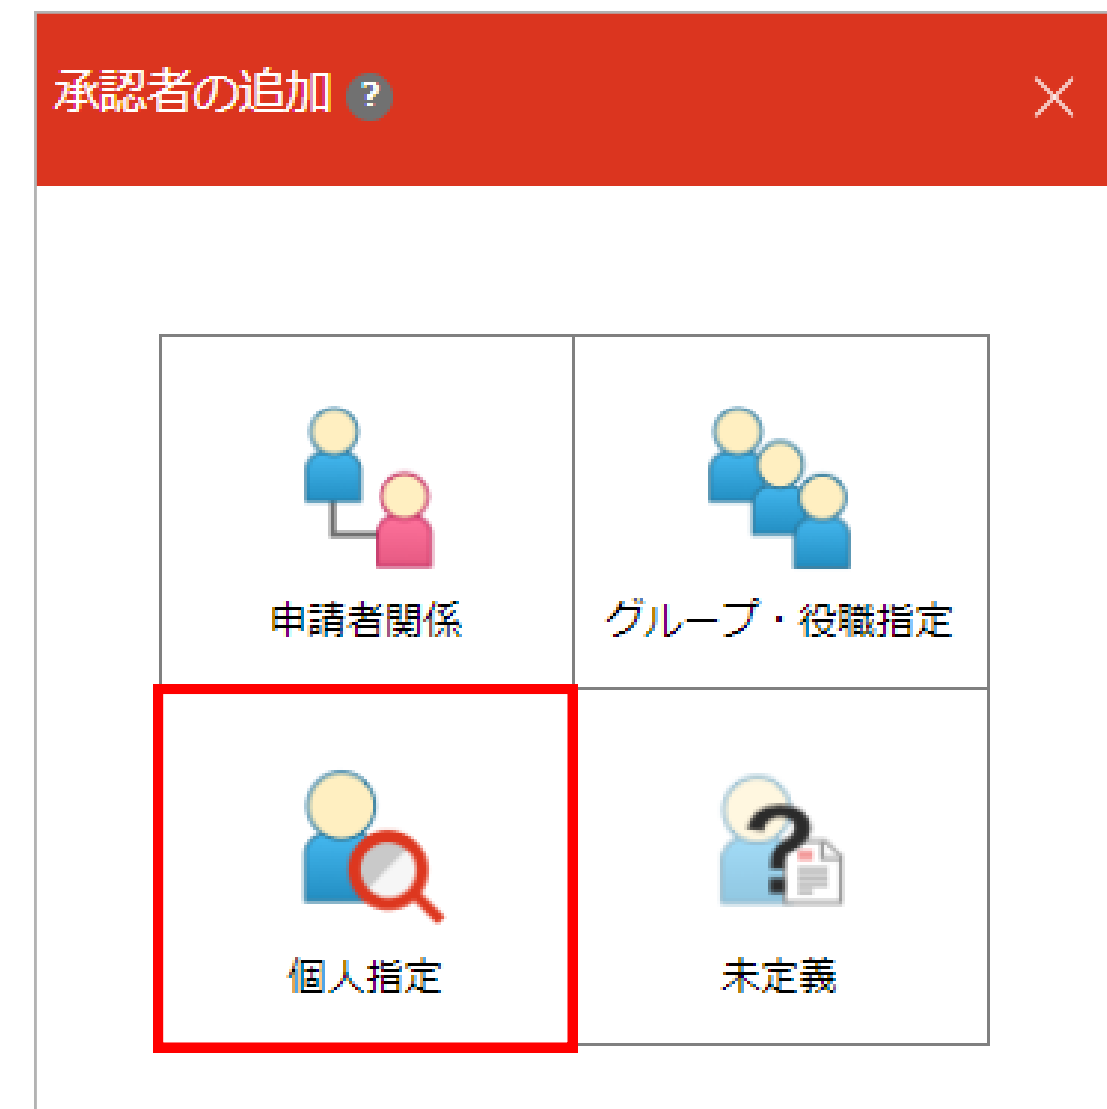 承認者の追加 ?
申請者関係
グループ・役職指定
個人指定
未定義